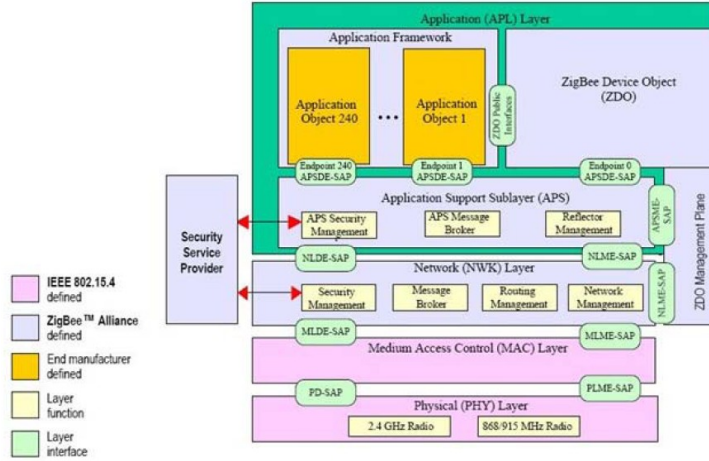 Application (APL) Layer
Application Framework
ZigBee Device Object
(ZDO)
Application
Object 240
...
Application
Object 1
ZDO Public
Interfaces
Endpoint 240
APSDE-SAP
Endpoint 1
APSDE-SAP
Endpoint 0
APSDE-SAP
Application Support Sublayer (APS)
APS Security
Management
APS Message
Broker
Reflector
Management
APSME-
SAP
ZDO Management Plane
Security
Service
Provider
NLDE-SAP
NLME-SAP
Network (NWK) Layer
Security
Management
Message
Broker
Routing
Management
Network
Management
NLME-SAP
MLDE-SAP
MLME-SAP
Medium Access Control (MAC) Layer
PD-SAP
PLME-SAP
Physical (PHY) Layer
2.4 GHz Radio
868/915 MHz Radio
IEEE 802.15.4
defined
ZigBee™ Alliance
defined
End manufacturer
defined
Layer
function
Layer
interface